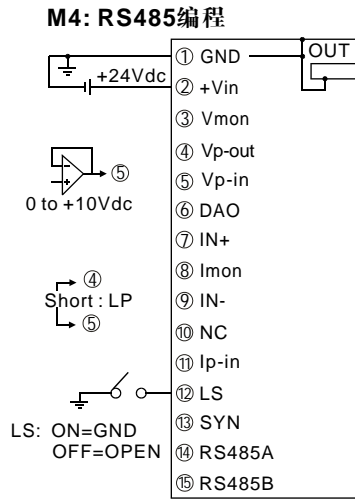 M4: RS485编程
① GND
OUT
+24Vdc
② +Vin
③ Vmon
④ Vp-out
⑤
⑤ Vp-in
0 to +10Vdc
⑥ DAO
⑦ IN+
④
⑧ Imon
Short : LP
⑨ IN-
⑤
⑩ NC
⑪ Ip-in
⑫ LS
LS: ON=GND
⑬ SYN
OFF=OPEN
⑭ RS485A
⑮ RS485B